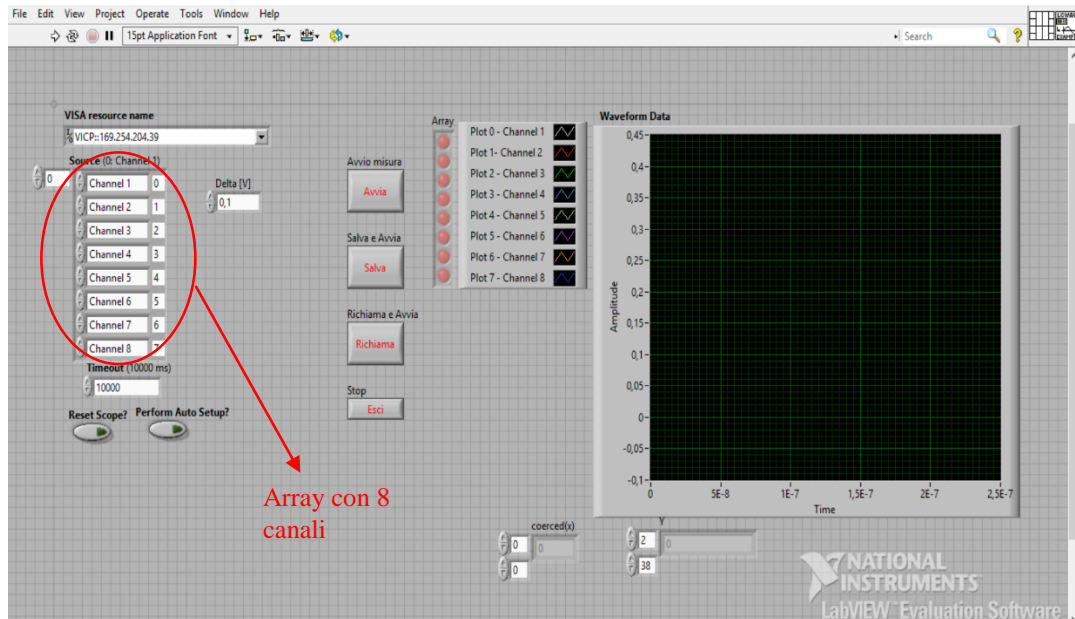 File Edit View Project Operate Tools Window Help
15pt Application Font
Search
VISA resource name
VICP::169.254.204.39
Source (0: Channel 1)
0
Channel 1 0
Channel 2 1
Channel 3 2
Channel 4 3
Channel 5 4
Channel 6 5
Channel 7 6
Channel 8 7
Delta [V]
0,1
Timeout (10000 ms)
10000
Reset Scope? Perform Auto Setup?
Avvio misura
Avvia
Salva e Avvia
Salva
Richiama e Avvia
Richiama
Stop
Esci
Array
Plot 0 - Channel 1
Plot 1- Channel 2
Plot 2 - Channel 3
Plot 3 - Channel 4
Plot 4 - Channel 5
Plot 5 - Channel 6
Plot 6 - Channel 7
Plot 7 - Channel 8
Waveform Data
Amplitude
0,45
0,4
0,35
0,3
0,25
0,2
0,15
0,1
0,05
0
-0,05
-0,1
0 5E-8 1E-7 1,5E-7 2E-7 2,5E-7
Time
Array con 8
canali
coerced(x)
0 0
0
Y
2 0
38
NATIONAL
INSTRUMENTS
LabVIEW™ Evaluation Software